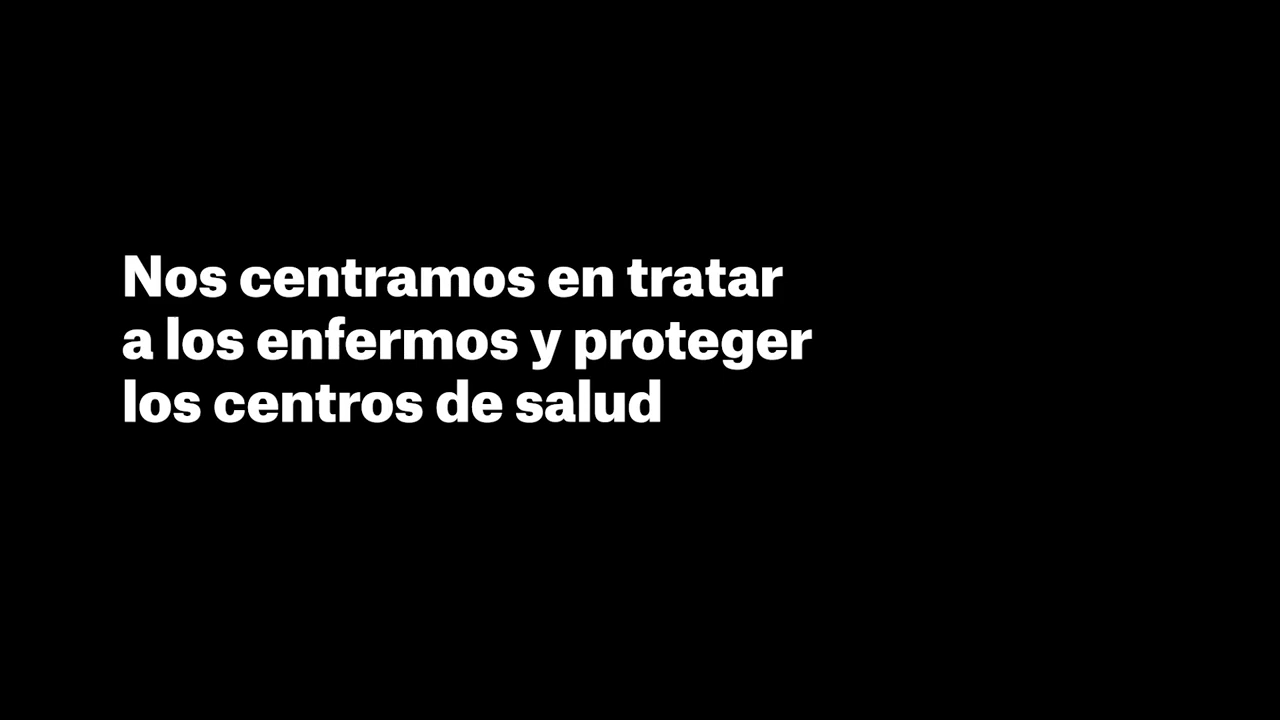 Nos centramos en tratar
a los enfermos y proteger
los centros de salud